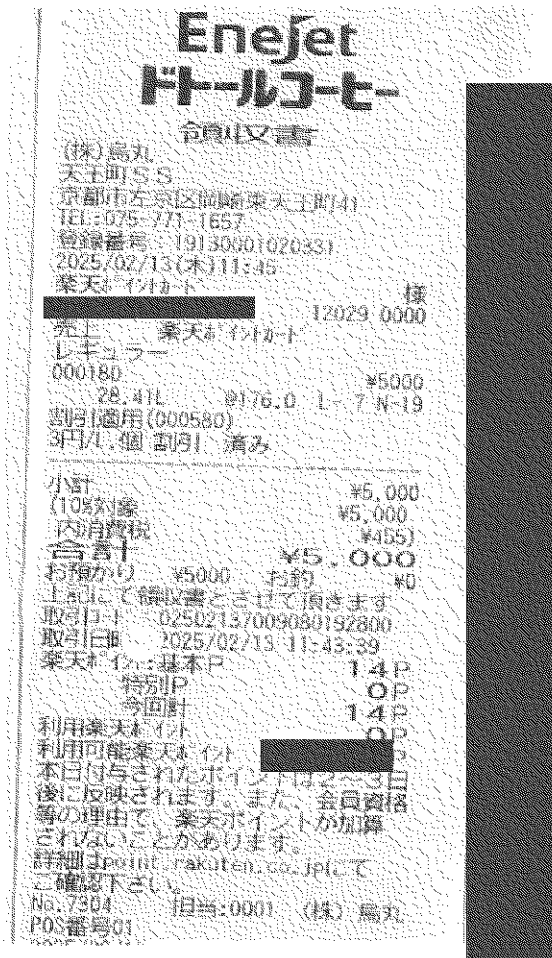 EneJet
ドトールコーヒー
領収書
(株)烏丸
天王町SS
京都市左京区岡崎東天王町41
TEL:075-771-1657
登録番号
2025/02/13(木)11:45
楽天ポイントカード
様
12029 0000
売上 楽天ポイントカード
レギュラー
000180 ¥5000
28.41L @176.0 L- 7 N-19
割引適用(000580)
3円/L.個 割引 済み
小計 ¥5,000
(10%対象 ¥5,000
内消費税 ¥455)
合計 ¥5,000
お預かり ¥5000 お釣 ¥0
上記にて領収書とさせて頂きます
取引コード 02502137009080192800
取引日時 2025/02/13 11:43:39
楽天ポイント:基本P 14P
特別P 0P
今回計 14P
利用楽天ポイント 0P
利用可能楽天ポイント P
本日付与されたポイントは2〜3日
後に反映されます。また、会員資格
等の理由で、楽天ポイントが加算
されないことがあります。
詳細はpoint.rakuten.co.jpにて
ご確認下さい。
No.7304 担当:0001 (株)烏丸
POS番号01